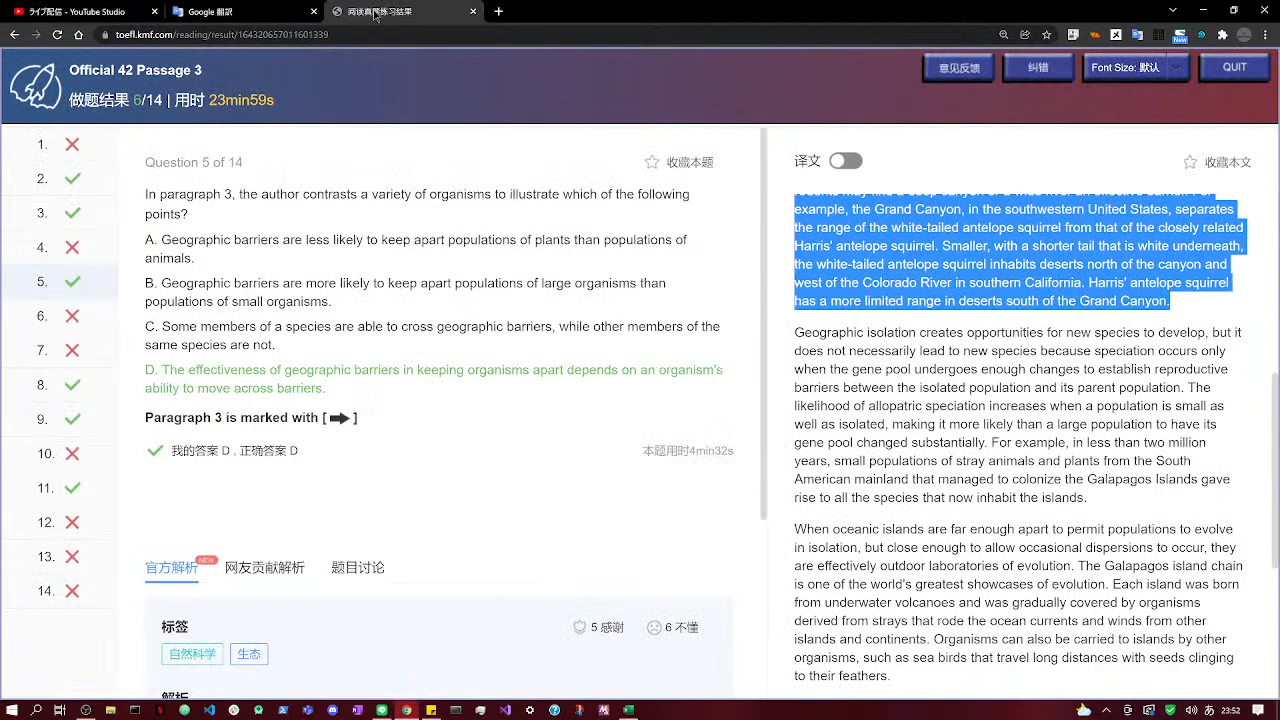 ライブ配信 - YouTube Studio
Google 翻訳
阅读真题练习结果
toefl.kmf.com/reading/result/164320657011601339
New
Official 42 Passage 3
做题结果 6/14 | 用时 23min59s
意见反馈
纠错
Font Size: 默认
QUIT
1.
2.
3.
4.
5.
6.
7.
8.
9.
10.
11.
12.
13.
14.
Question 5 of 14
收藏本题
In paragraph 3, the author contrasts a variety of organisms to illustrate which of the following
points?
A. Geographic barriers are less likely to keep apart populations of plants than populations of
animals.
B. Geographic barriers are more likely to keep apart populations of large organisms than
populations of small organisms.
C. Some members of a species are able to cross geographic barriers, while other members of the
same species are not.
D. The effectiveness of geographic barriers in keeping organisms apart depends on an organism's
ability to move across barriers.
Paragraph 3 is marked with [ ➡ ]
我的答案 D , 正确答案 D
本题用时4min32s
官方解析
NEW
网友贡献解析
题目讨论
标签
5 感谢
6 不懂
自然科学
生态
解析
译文
收藏本文
example, the Grand Canyon, in the southwestern United States, separates
the range of the white-tailed antelope squirrel from that of the closely related
Harris' antelope squirrel. Smaller, with a shorter tail that is white underneath,
the white-tailed antelope squirrel inhabits deserts north of the canyon and
west of the Colorado River in southern California. Harris' antelope squirrel
has a more limited range in deserts south of the Grand Canyon.
Geographic isolation creates opportunities for new species to develop, but it
does not necessarily lead to new species because speciation occurs only
when the gene pool undergoes enough changes to establish reproductive
barriers between the isolated population and its parent population. The
likelihood of allopatric speciation increases when a population is small as
well as isolated, making it more likely than a large population to have its
gene pool changed substantially. For example, in less than two million
years, small populations of stray animals and plants from the South
American mainland that managed to colonize the Galapagos Islands gave
rise to all the species that now inhabit the islands.
When oceanic islands are far enough apart to permit populations to evolve
in isolation, but close enough to allow occasional dispersions to occur, they
are effectively outdoor laboratories of evolution. The Galapagos island chain
is one of the world's greatest showcases of evolution. Each island was born
from underwater volcanoes and was gradually covered by organisms
derived from strays that rode the ocean currents and winds from other
islands and continents. Organisms can also be carried to islands by other
organisms, such as sea birds that travel long distances with seeds clinging
to their feathers.
23:52